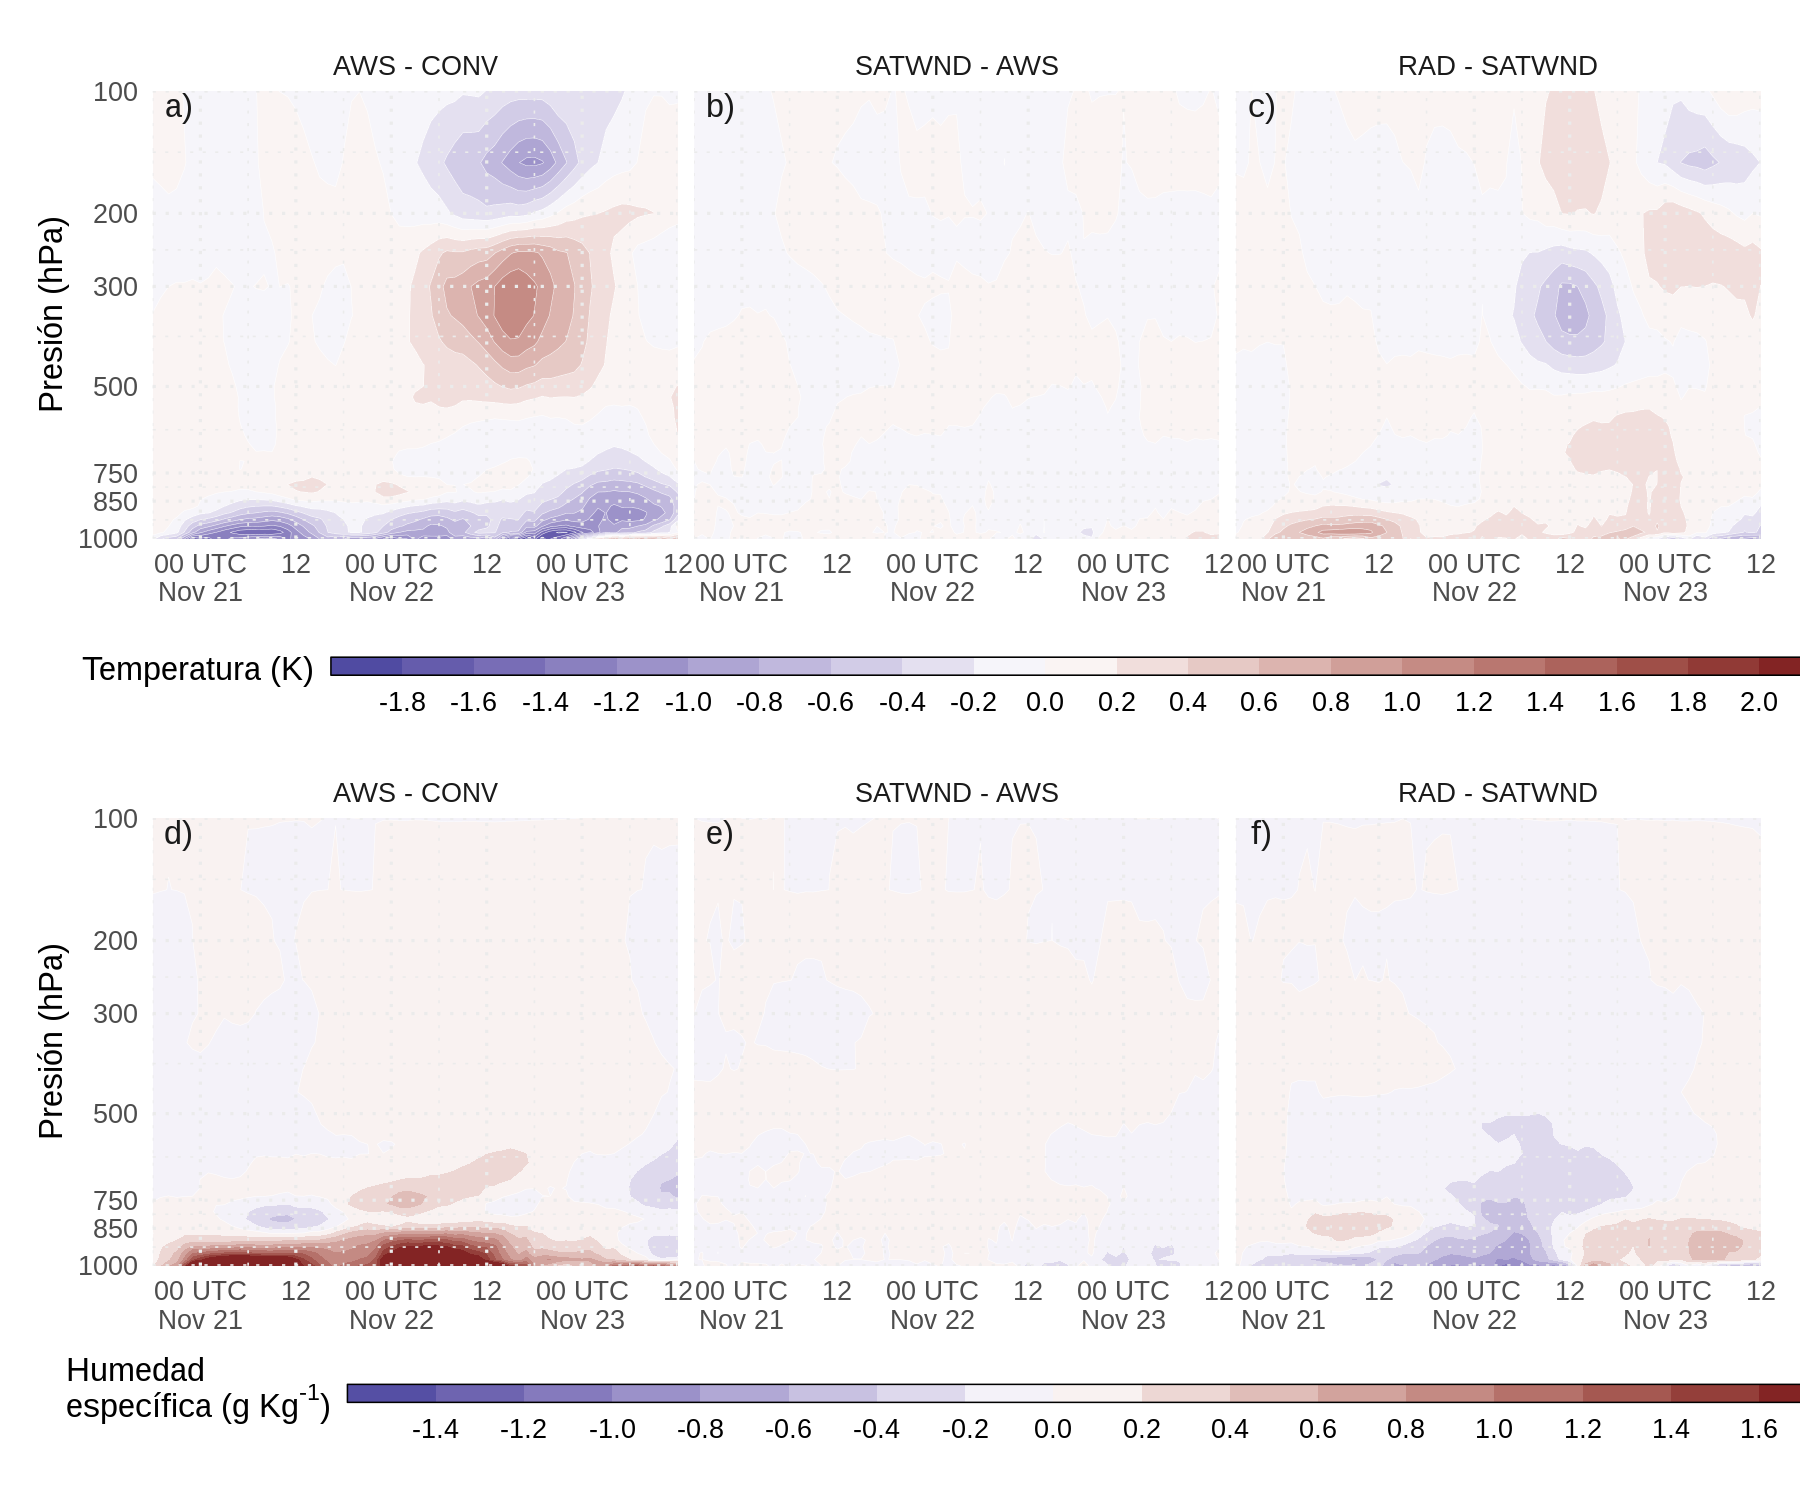 AWS - CONV SATWND - AWS RAD - SATWND
a) b) c)
Presión (hPa)
100
200
300
500
750
850
1000
00 UTC 12 00 UTC 12 00 UTC 12 00 UTC 12 00 UTC 12 00 UTC 12 00 UTC 12 00 UTC 12 00 UTC 12
Nov 21 Nov 22 Nov 23 Nov 21 Nov 22 Nov 23 Nov 21 Nov 22 Nov 23
Temperatura (K)
-1.8 -1.6 -1.4 -1.2 -1.0 -0.8 -0.6 -0.4 -0.2 0.0 0.2 0.4 0.6 0.8 1.0 1.2 1.4 1.6 1.8 2.0
AWS - CONV SATWND - AWS RAD - SATWND
d) e) f)
Presión (hPa)
100
200
300
500
750
850
1000
00 UTC 12 00 UTC 12 00 UTC 12 00 UTC 12 00 UTC 12 00 UTC 12 00 UTC 12 00 UTC 12 00 UTC 12
Nov 21 Nov 22 Nov 23 Nov 21 Nov 22 Nov 23 Nov 21 Nov 22 Nov 23
Humedad
específica (g Kg-1)
-1.4 -1.2 -1.0 -0.8 -0.6 -0.4 -0.2 0.0 0.2 0.4 0.6 0.8 1.0 1.2 1.4 1.6